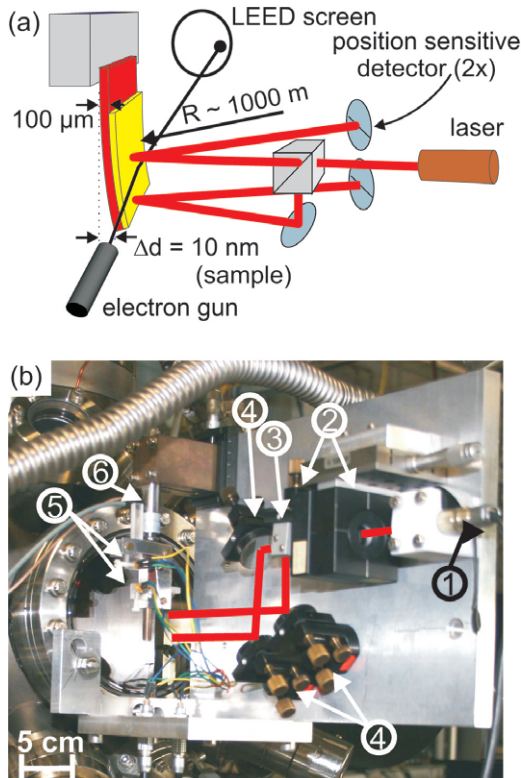 (a)
LEED screen
position sensitive
detector (2x)
100 µm
R ~ 1000 m
laser
Δd = 10 nm
(sample)
electron gun
(b)
4
3
2
6
5
1
4
5 cm